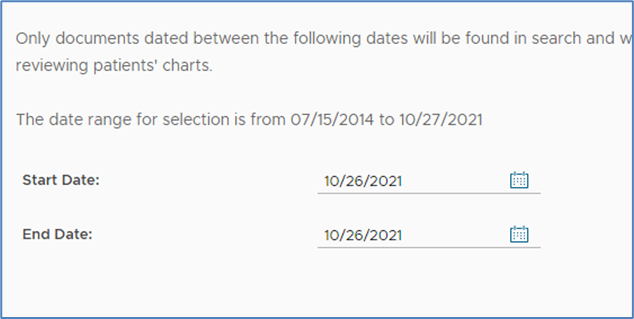 Only documents dated between the following dates will be found in search and w
reviewing patients' charts.
The date range for selection is from 07/15/2014 to 10/27/2021
Start Date: 10/26/2021
End Date: 10/26/2021